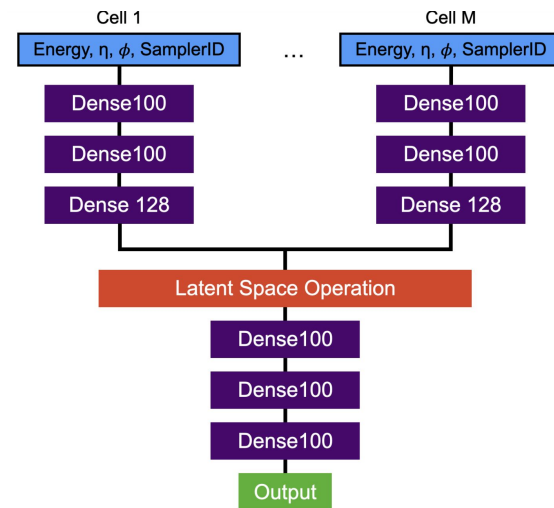 Cell 1
Cell M
Energy, η, ϕ, SamplerID
...
Energy, η, ϕ, SamplerID
Dense100
Dense100
Dense100
Dense100
Dense 128
Dense 128
Latent Space Operation
Dense100
Dense100
Dense100
Output